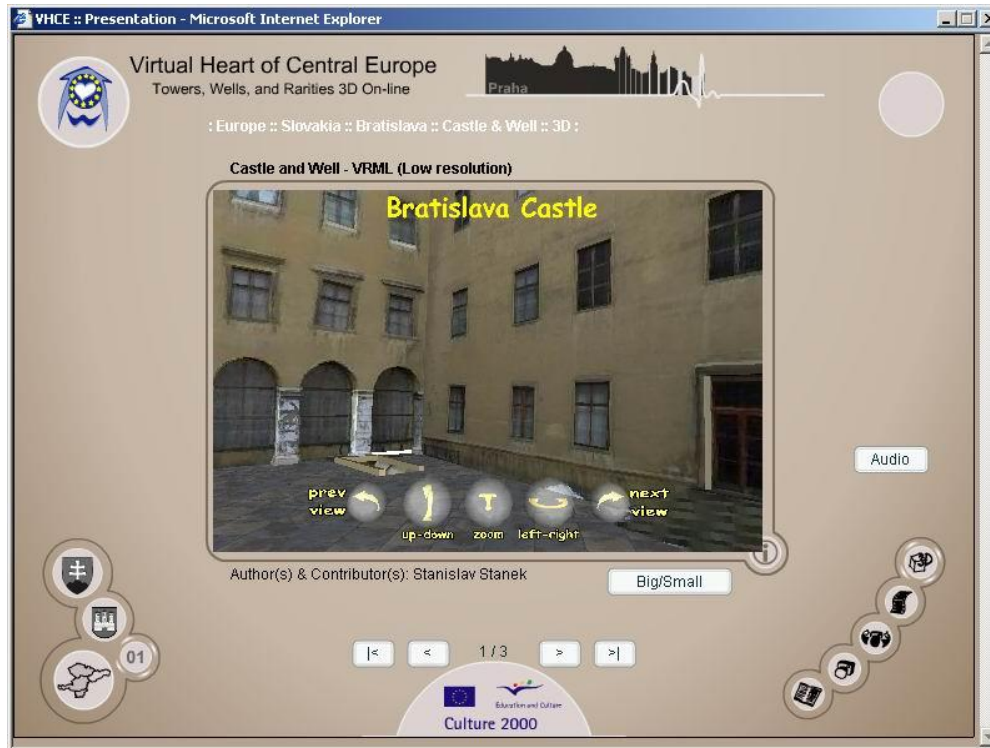 VHCE :: Presentation - Microsoft Internet Explorer
Virtual Heart of Central Europe
Towers, Wells, and Rarities 3D On-line
Praha
: Europe :: Slovakia :: Bratislava :: Castle & Well :: 3D :
Castle and Well - VRML (Low resolution)
Bratislava Castle
prev view
up-down
zoom
left-right
next view
Audio
i
Author(s) & Contributor(s): Stanislav Stanek
Big/Small
3D
01
|<
<
1 / 3
>
>|
Education and Culture
Culture 2000